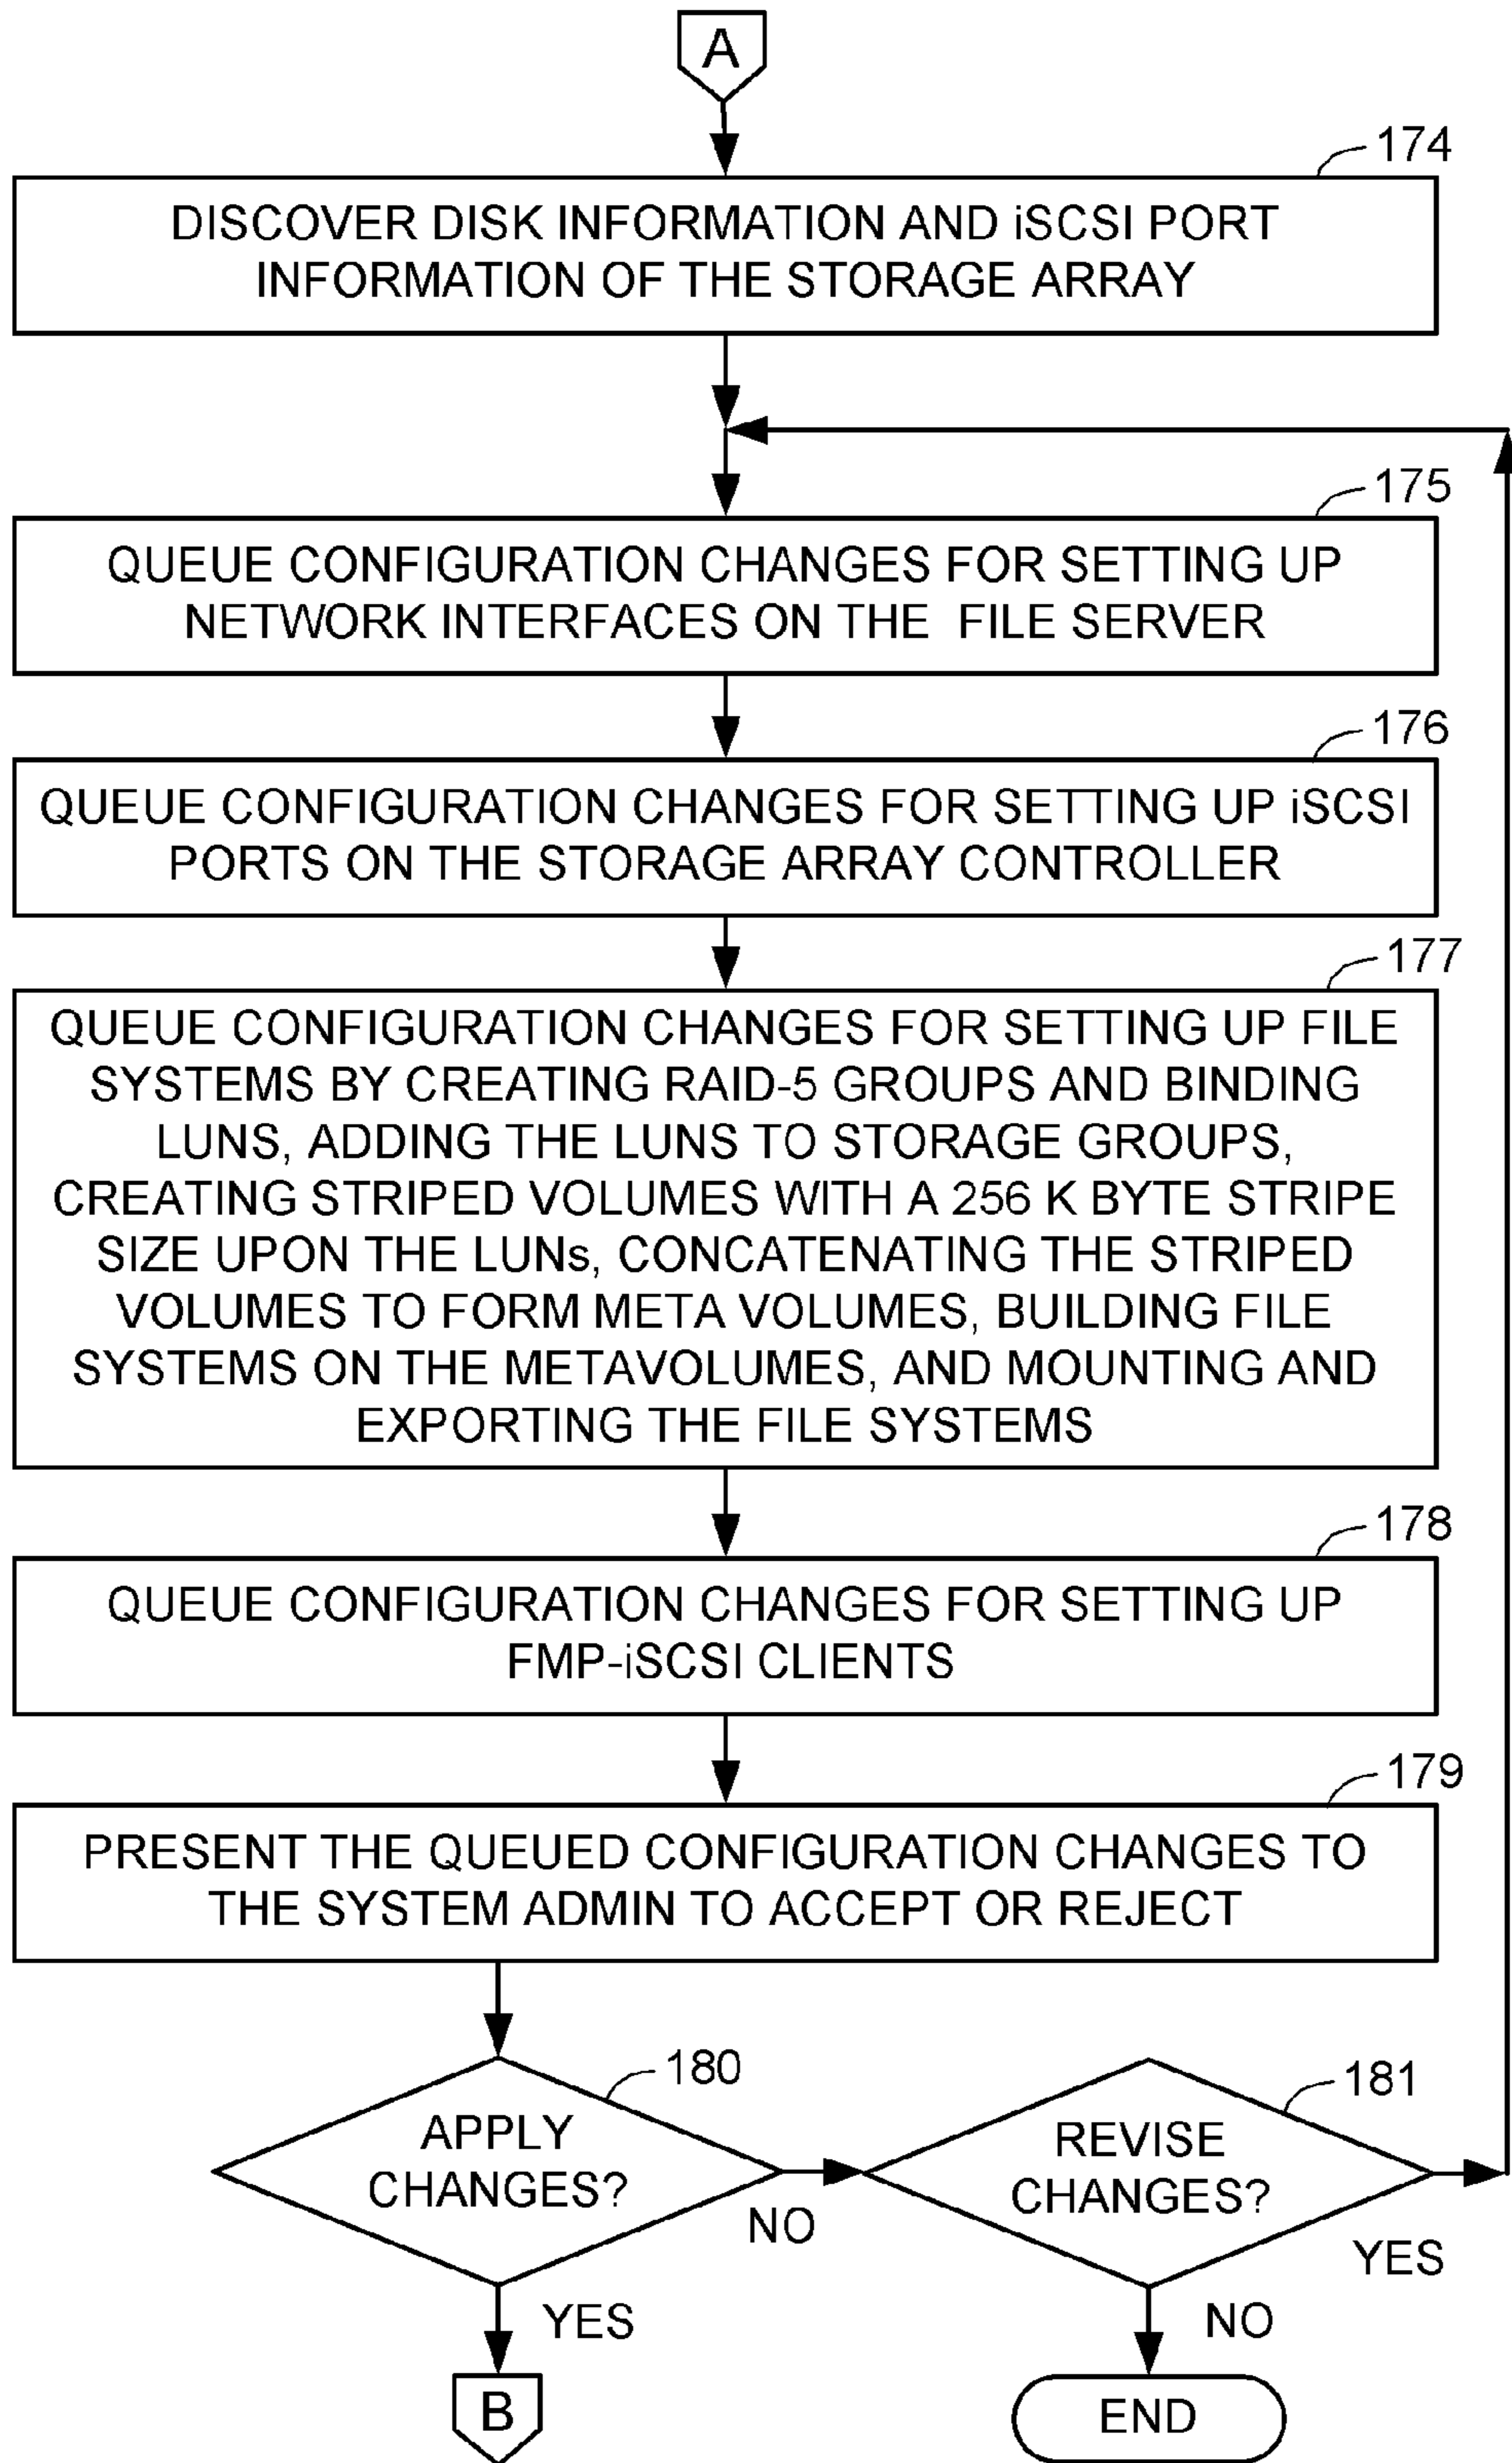 A
174
DISCOVER DISK INFORMATION AND iSCSI PORT
INFORMATION OF THE STORAGE ARRAY
175
QUEUE CONFIGURATION CHANGES FOR SETTING UP
NETWORK INTERFACES ON THE FILE SERVER
176
QUEUE CONFIGURATION CHANGES FOR SETTING UP iSCSI
PORTS ON THE STORAGE ARRAY CONTROLLER
177
QUEUE CONFIGURATION CHANGES FOR SETTING UP FILE
SYSTEMS BY CREATING RAID-5 GROUPS AND BINDING
LUNS, ADDING THE LUNS TO STORAGE GROUPS,
CREATING STRIPED VOLUMES WITH A 256 K BYTE STRIPE
SIZE UPON THE LUNs, CONCATENATING THE STRIPED
VOLUMES TO FORM META VOLUMES, BUILDING FILE
SYSTEMS ON THE METAVOLUMES, AND MOUNTING AND
EXPORTING THE FILE SYSTEMS
178
QUEUE CONFIGURATION CHANGES FOR SETTING UP
FMP-iSCSI CLIENTS
179
PRESENT THE QUEUED CONFIGURATION CHANGES TO
THE SYSTEM ADMIN TO ACCEPT OR REJECT
180
APPLY
CHANGES?
NO
181
REVISE
CHANGES?
YES
YES
NO
B
END